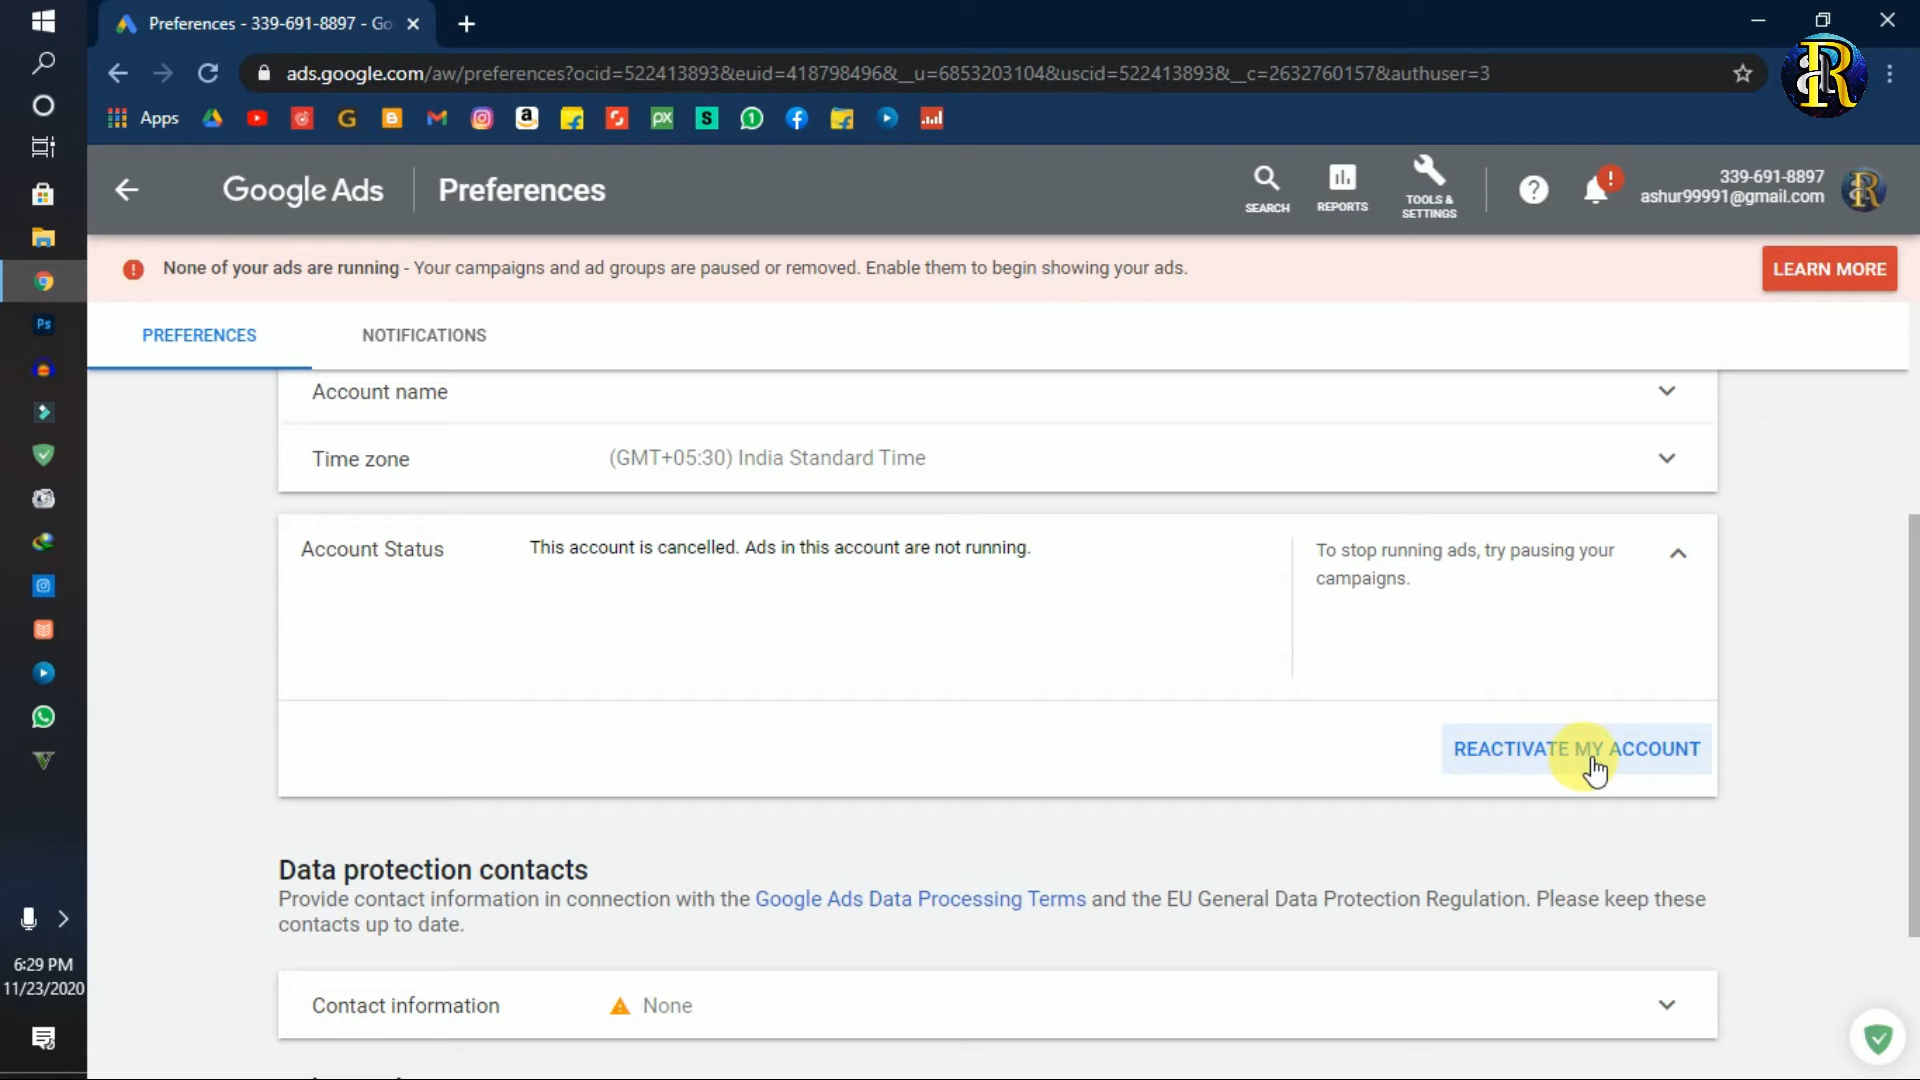 Preferences - 339-691-8897 - Go
ads.google.com/aw/preferences?ocid=522413893&euid=418798496&__u=6853203104&uscid=522413893&__c=2632760157&authuser=3
Apps
Google Ads
Preferences
SEARCH
REPORTS
TOOLS &
SETTINGS
339-691-8897
ashur99991@gmail.com
None of your ads are running - Your campaigns and ad groups are paused or removed. Enable them to begin showing your ads.
LEARN MORE
PREFERENCES
NOTIFICATIONS
Account name
Time zone
(GMT+05:30) India Standard Time
Account Status
This account is cancelled. Ads in this account are not running.
To stop running ads, try pausing your
campaigns.
REACTIVATE MY ACCOUNT
Data protection contacts
Provide contact information in connection with the Google Ads Data Processing Terms and the EU General Data Protection Regulation. Please keep these
contacts up to date.
Contact information
None
6:29 PM
11/23/2020